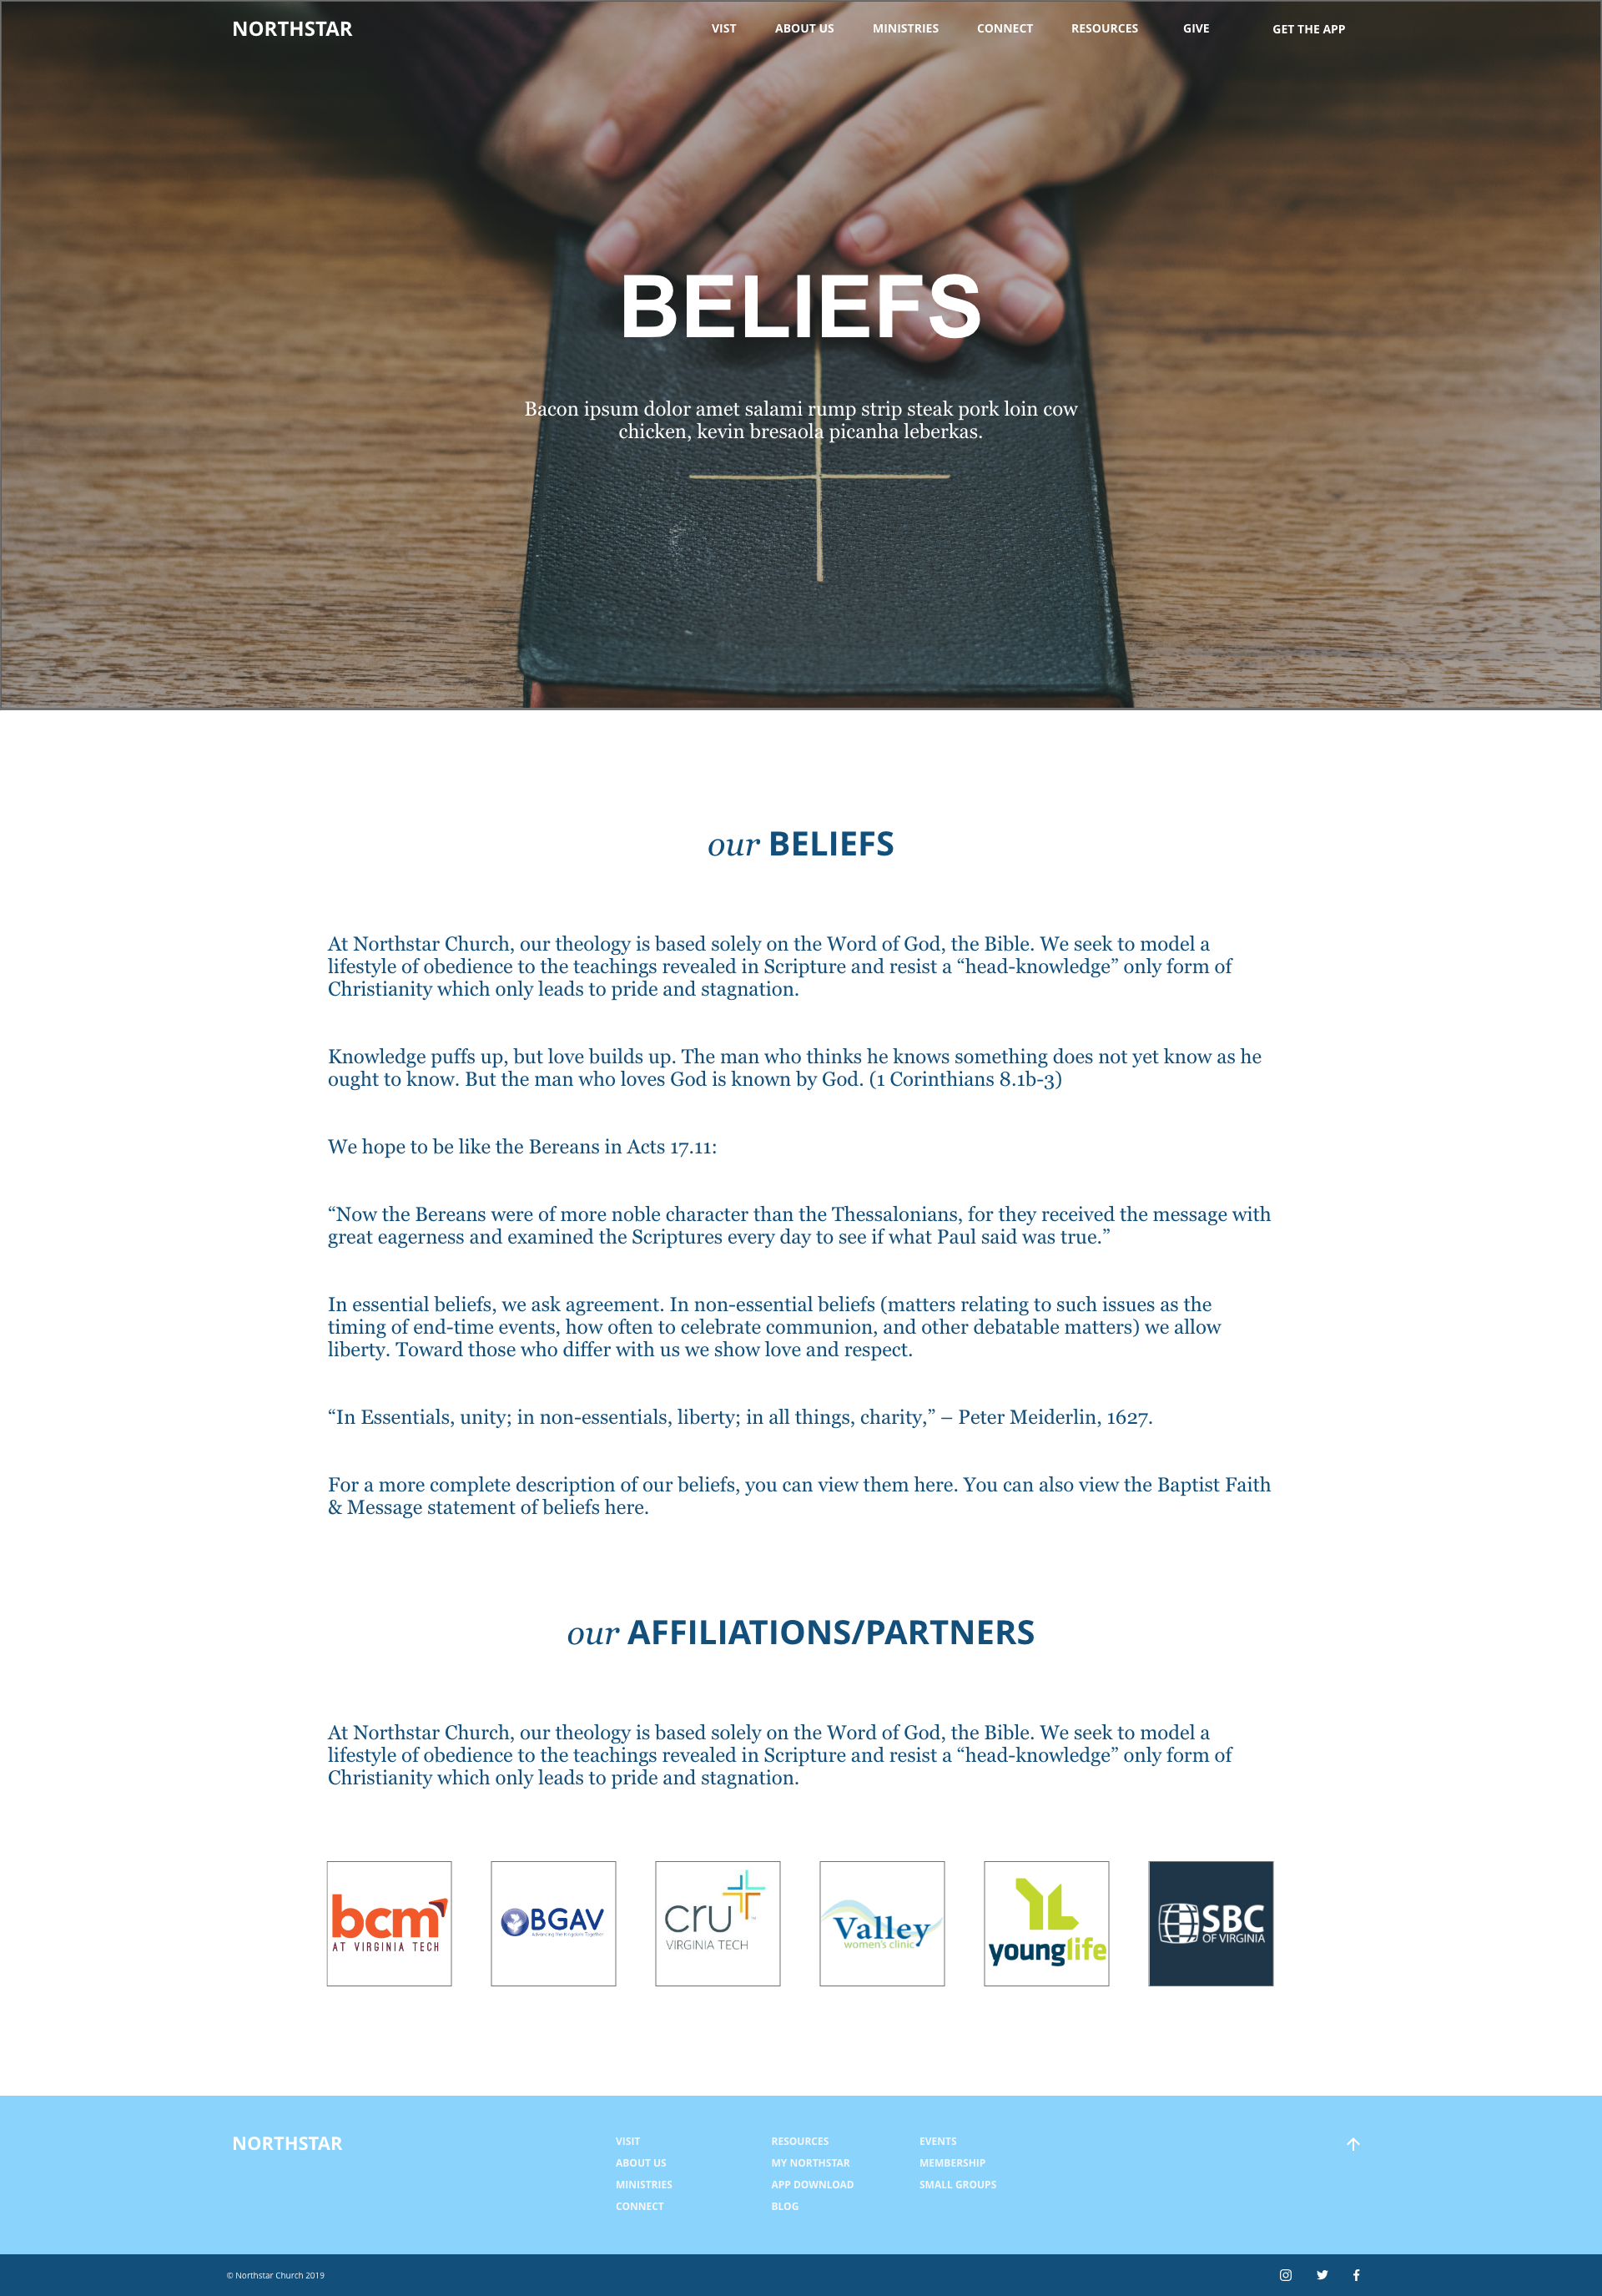 NORTHSTAR VIST ABOUT US MINISTRIES CONNECT RESOURCES GIVE GET THE APP
BELIEFS
Bacon ipsum dolor amet salami rump strip steak pork loin cow
chicken, kevin bresaola picanha leberkas.
our BELIEFS
At Northstar Church, our theology is based solely on the Word of God, the Bible. We seek to model a
lifestyle of obedience to the teachings revealed in Scripture and resist a “head-knowledge” only form of
Christianity which only leads to pride and stagnation.
Knowledge puffs up, but love builds up. The man who thinks he knows something does not yet know as he
ought to know. But the man who loves God is known by God. (1 Corinthians 8.1b-3)
We hope to be like the Bereans in Acts 17.11:
“Now the Bereans were of more noble character than the Thessalonians, for they received the message with
great eagerness and examined the Scriptures every day to see if what Paul said was true.”
In essential beliefs, we ask agreement. In non-essential beliefs (matters relating to such issues as the
timing of end-time events, how often to celebrate communion, and other debatable matters) we allow
liberty. Toward those who differ with us we show love and respect.
“In Essentials, unity; in non-essentials, liberty; in all things, charity,” – Peter Meiderlin, 1627.
For a more complete description of our beliefs, you can view them here. You can also view the Baptist Faith
& Message statement of beliefs here.
our AFFILIATIONS/PARTNERS
At Northstar Church, our theology is based solely on the Word of God, the Bible. We seek to model a
lifestyle of obedience to the teachings revealed in Scripture and resist a “head-knowledge” only form of
Christianity which only leads to pride and stagnation.
bcm
AT VIRGINIA TECH
BGAV
Advancing the Kingdom Together
cru
VIRGINIA TECH
Valley
women's clinic
YL
younglife
SBC
OF VIRGINIA
NORTHSTAR
VISIT
ABOUT US
MINISTRIES
CONNECT
RESOURCES
MY NORTHSTAR
APP DOWNLOAD
BLOG
EVENTS
MEMBERSHIP
SMALL GROUPS
© Northstar Church 2019